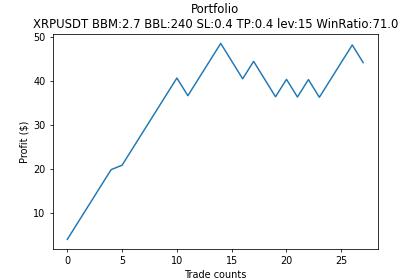 Portfolio
XRPUSDT BBM:2.7 BBL:240 SL:0.4 TP:0.4 lev:15 WinRatio:71.0
50
40
30
20
10
Profit ($)
0 5 10 15 20 25
Trade counts